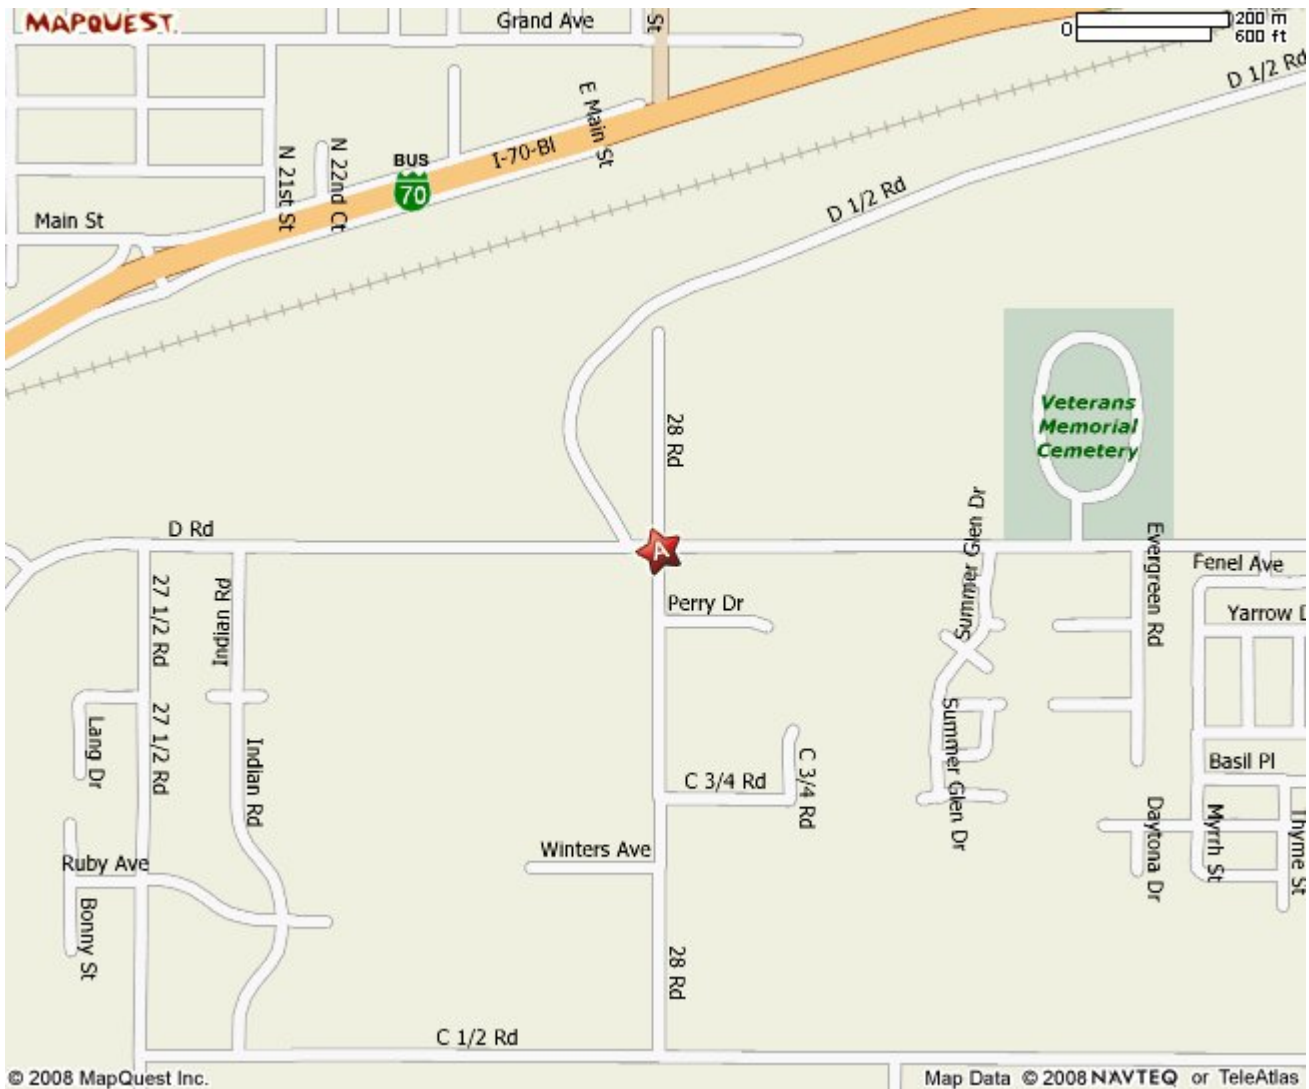 MAPQUEST.
Grand Ave
St
0
200 m
600 ft
D 1/2 Rd
E Main St
I-70-Bl
BUS
70
N 21st St
N 22nd Ct
Main St
D 1/2 Rd
Veterans
Memorial
Cemetery
28 Rd
D Rd
A
Summer Glen Dr
Evergreen Rd
Fenel Ave
27 1/2 Rd
Indian Rd
Perry Dr
Yarrow
Lang Dr
27 1/2 Rd
Indian Rd
Summer Glen Dr
C 3/4 Rd
C 3/4 Rd
Basil Pl
Daytona Dr
Myrrh St
Thyme St
Winters Ave
Ruby Ave
Bonny St
28 Rd
C 1/2 Rd
© 2008 MapQuest Inc.
Map Data © 2008 NAVTEQ or TeleAtlas